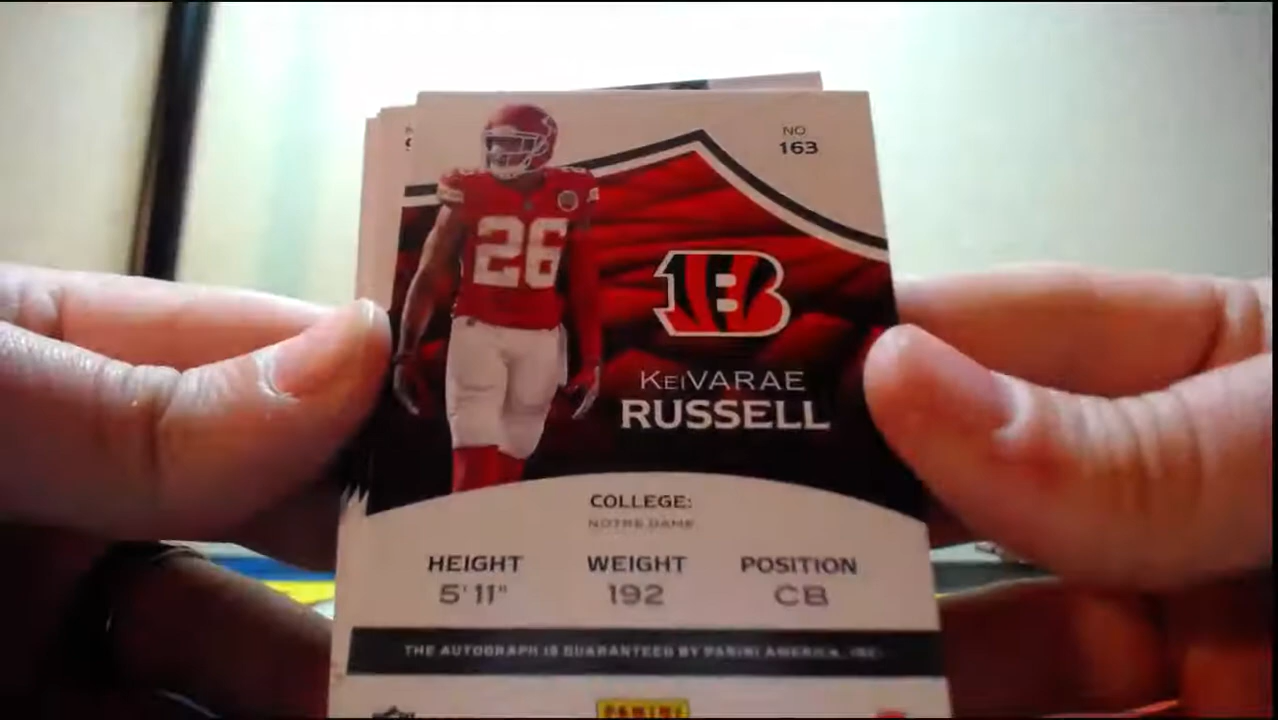 NO
163
26
B
KEIVARAE
RUSSELL
COLLEGE:
NOTRE DAME
HEIGHT WEIGHT POSITION
5'11" 192 CB
THE AUTOGRAPH IS GUARANTEED BY PANINI AMERICA, INC.
PANINI